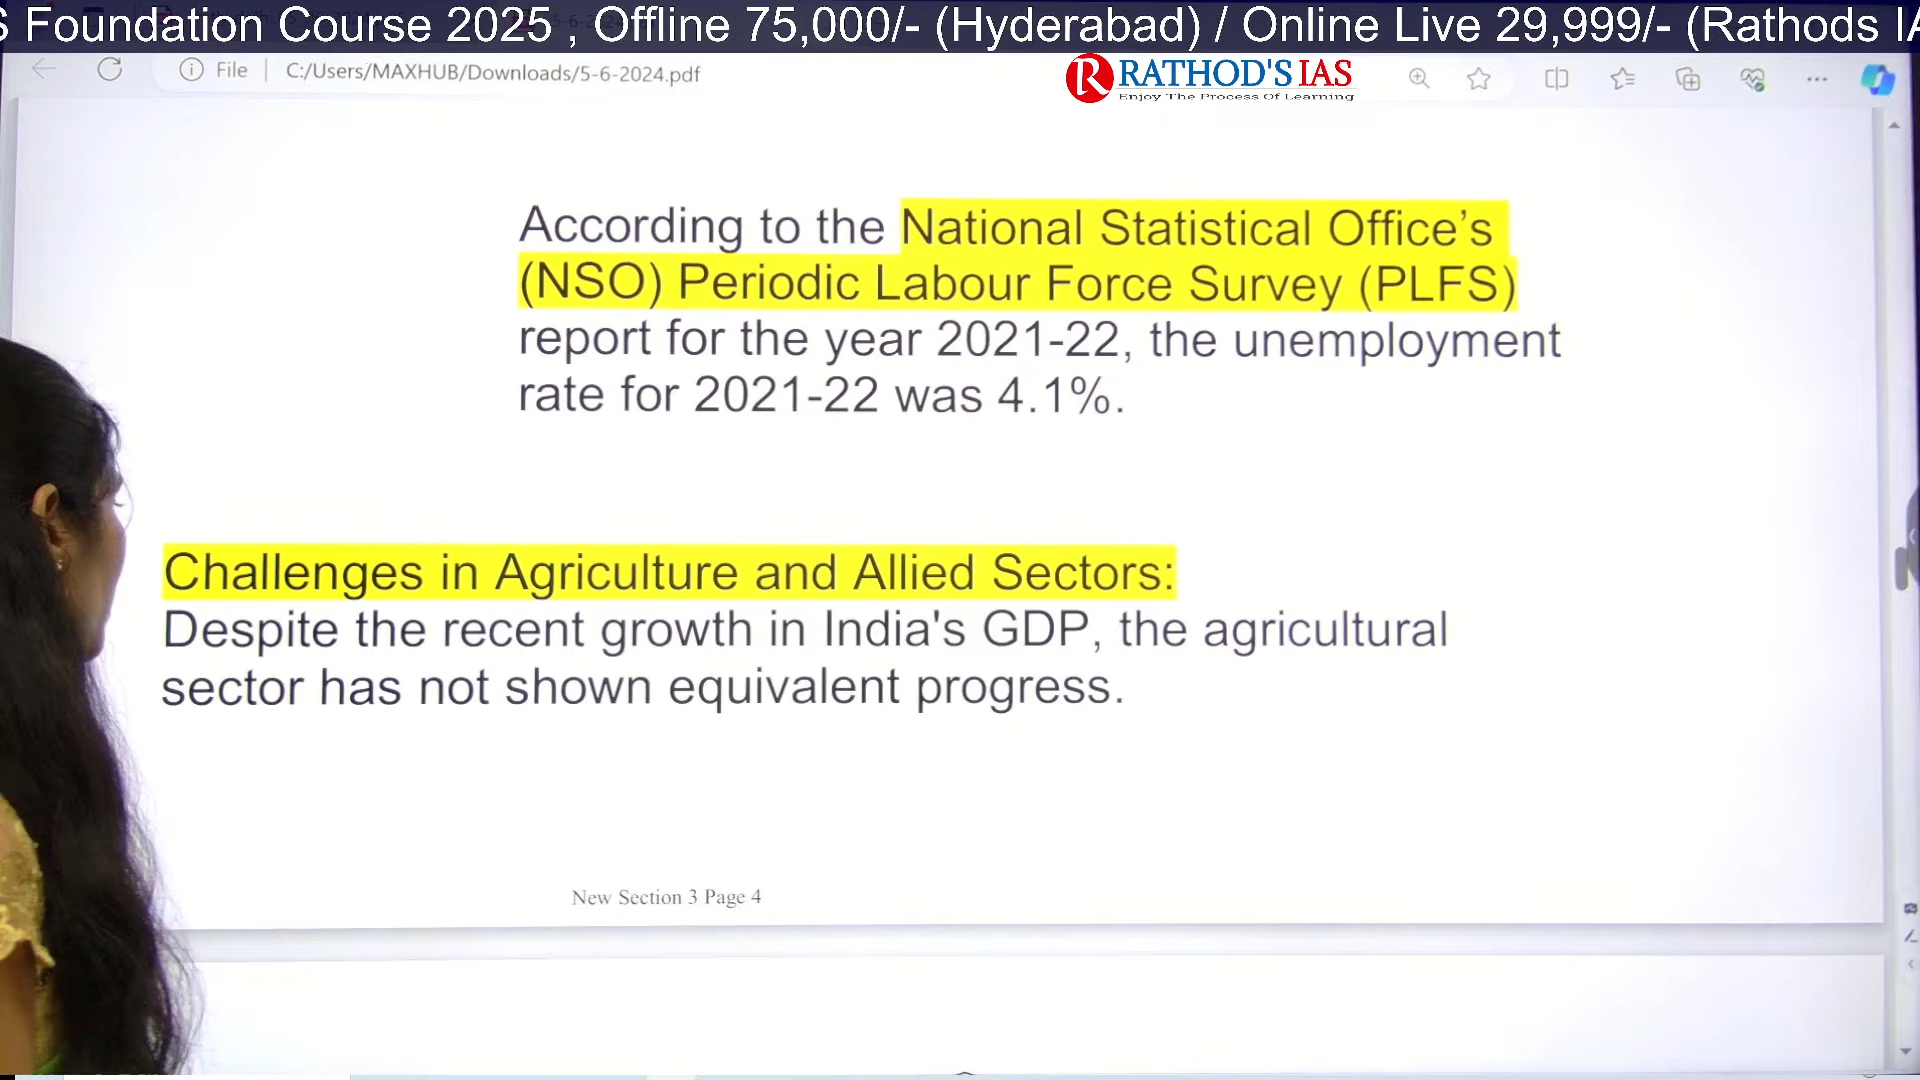 S Foundation Course 2025 , Offline 75,000/- (Hyderabad) / Online Live 29,999/- (Rathods IA
File
C:/Users/MAXHUB/Downloads/5-6-2024.pdf
R RATHOD'S IAS
Enjoy The Process Of Learning
According to the National Statistical Office’s
(NSO) Periodic Labour Force Survey (PLFS)
report for the year 2021-22, the unemployment
rate for 2021-22 was 4.1%.
Challenges in Agriculture and Allied Sectors:
Despite the recent growth in India's GDP, the agricultural
sector has not shown equivalent progress.
New Section 3 Page 4